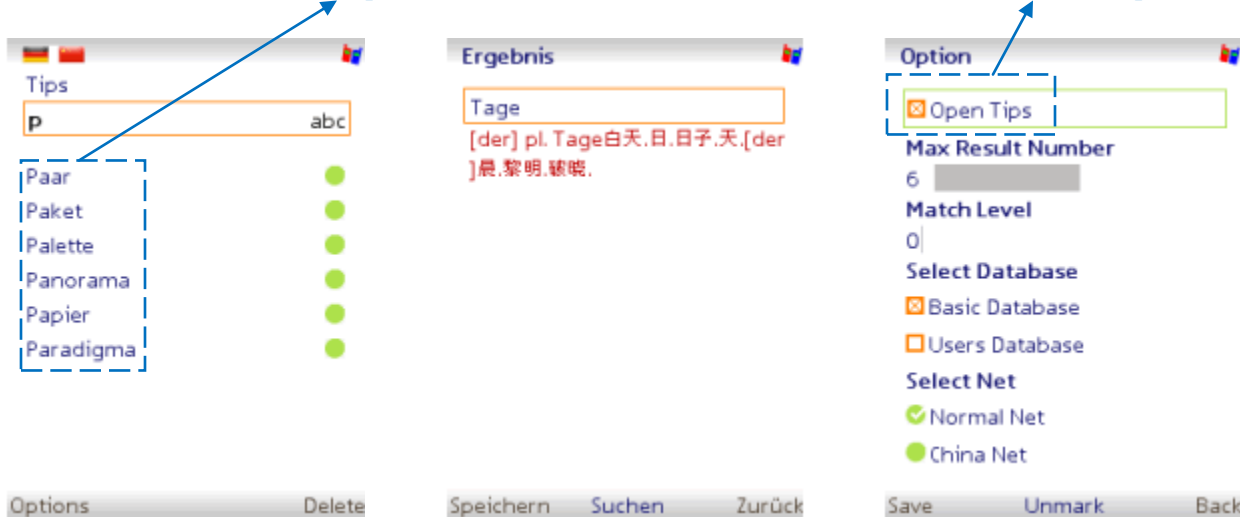 Tips
p abc
Paar
Paket
Palette
Panorama
Papier
Paradigma
Options Delete
Ergebnis
Tage
[der] pl. Tage白天.日.日子.天.[der
]晨.黎明.破晓.
Speichern Suchen Zurück
Option
Open Tips
Max Result Number
6
Match Level
0
Select Database
Basic Database
Users Database
Select Net
Normal Net
China Net
Save Unmark Back